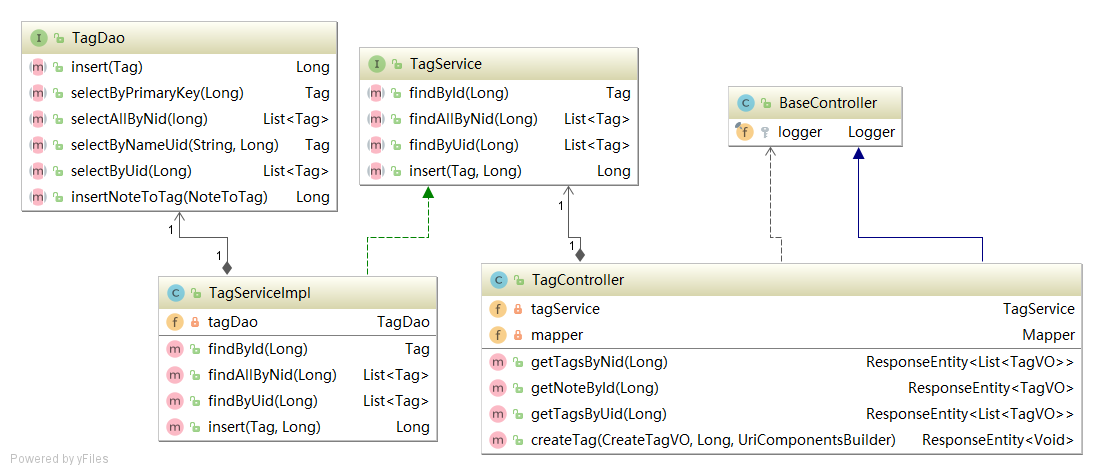 TagDao
insert(Tag) Long
selectByPrimaryKey(Long) Tag
selectAllByNid(long) List<Tag>
selectByNameUid(String, Long) Tag
selectByUid(Long) List<Tag>
insertNoteToTag(NoteToTag) Long
TagService
findById(Long) Tag
findAllByNid(Long) List<Tag>
findByUid(Long) List<Tag>
insert(Tag, Long) Long
BaseController
logger Logger
1
1
1
1
TagServiceImpl
tagDao TagDao
findById(Long) Tag
findAllByNid(Long) List<Tag>
findByUid(Long) List<Tag>
insert(Tag, Long) Long
TagController
tagService TagService
mapper Mapper
getTagsByNid(Long) ResponseEntity<List<TagVO>>
getNoteById(Long) ResponseEntity<TagVO>
getTagsByUid(Long) ResponseEntity<List<TagVO>>
createTag(CreateTagVO, Long, UriComponentsBuilder) ResponseEntity<Void>
Powered by yFiles